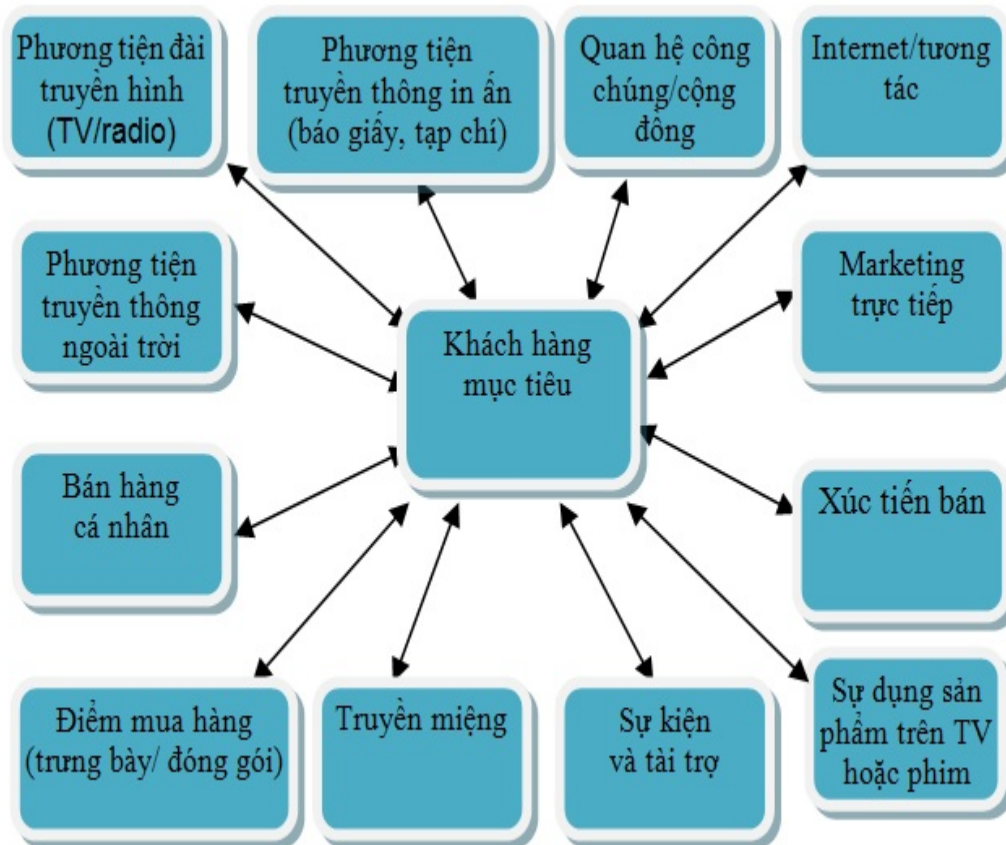 Phương tiện đài
truyền hình
(TV/radio)
Phương tiện
truyền thông in ấn
(báo giấy, tạp chí)
Quan hệ công
chúng/cộng
đồng
Internet/tương
tác
Phương tiện
truyền thông
ngoài trời
Khách hàng
mục tiêu
Marketing
trực tiếp
Bán hàng
cá nhân
Xúc tiến bán
Điểm mua hàng
(trưng bày/ đóng gói)
Truyền miệng
Sự kiện
và tài trợ
Sự dụng sản
phẩm trên TV
hoặc phim